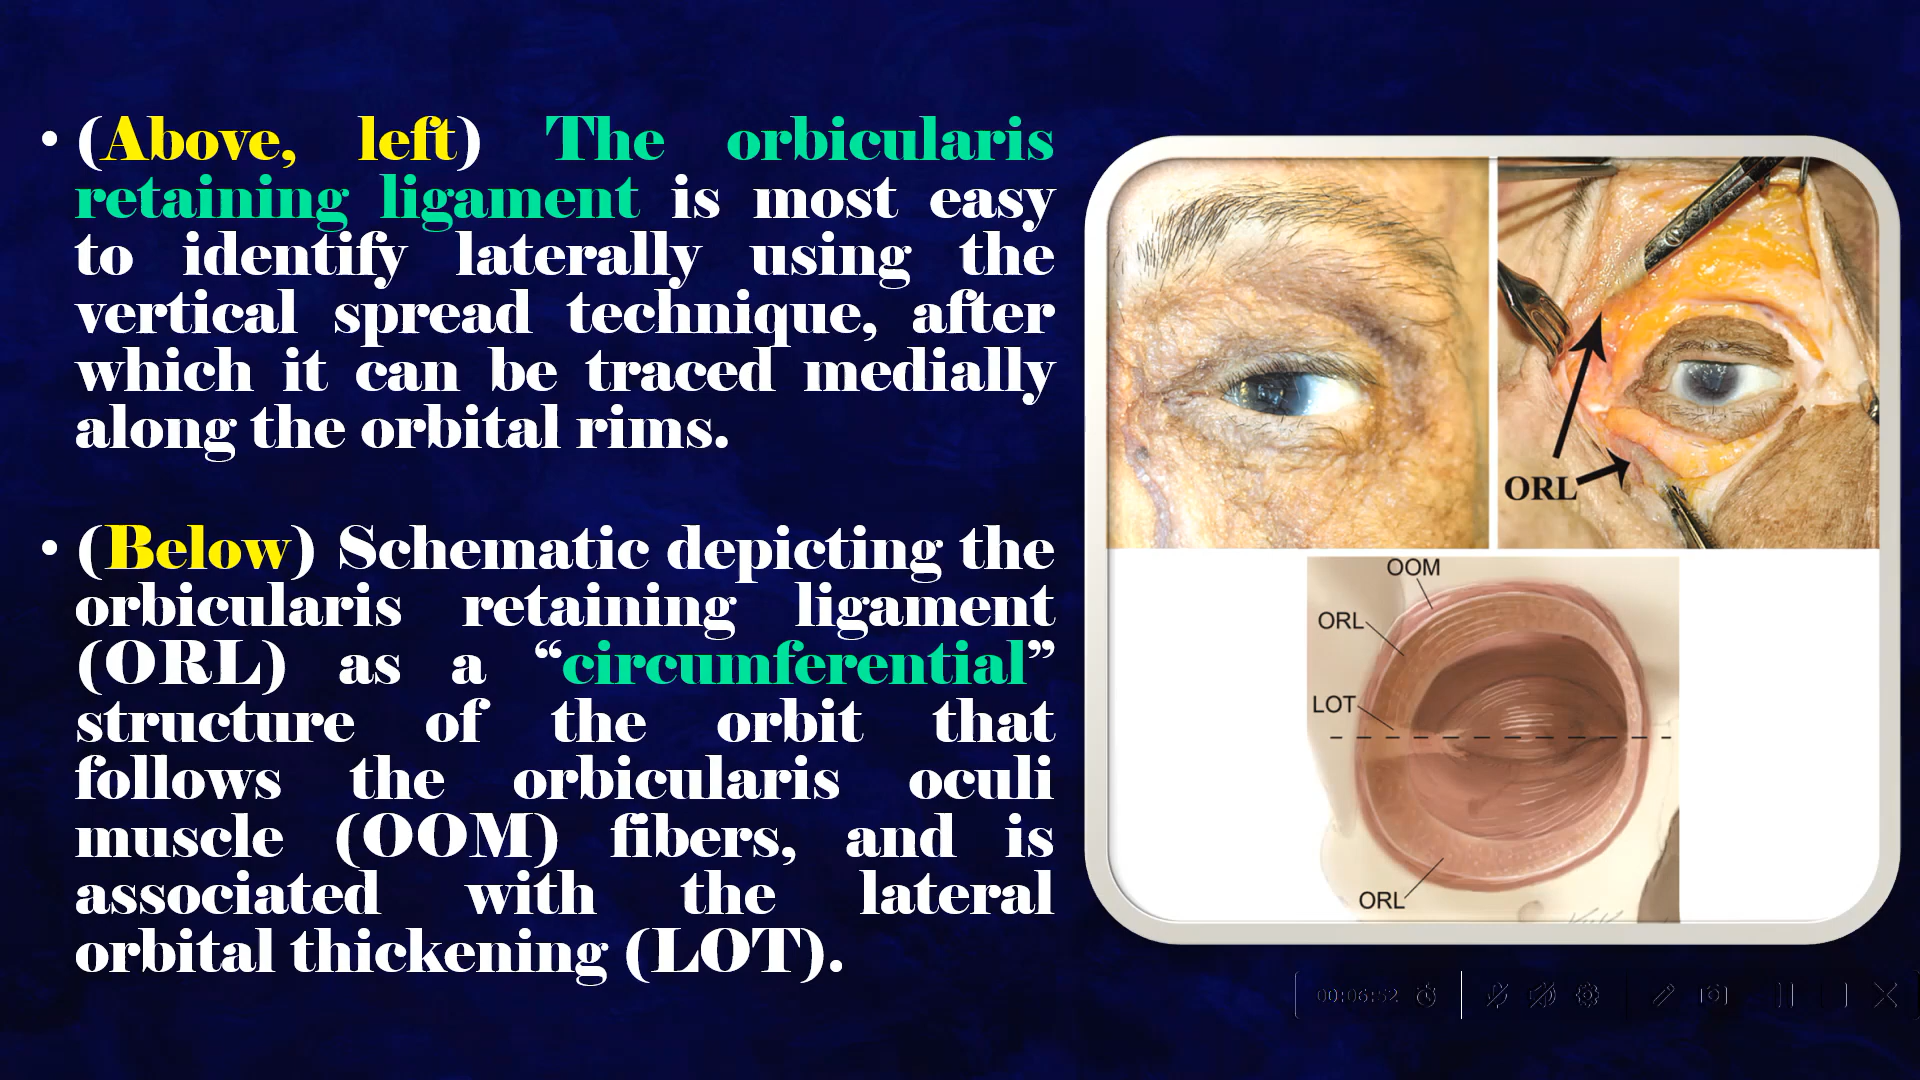 • (Above, left) The orbicularis
retaining ligament is most easy
to identify laterally using the
vertical spread technique, after
which it can be traced medially
along the orbital rims.
• (Below) Schematic depicting the
orbicularis retaining ligament
(ORL) as a “circumferential”
structure of the orbit that
follows the orbicularis oculi
muscle (OOM) fibers, and is
associated with the lateral
orbital thickening (LOT).
ORL
OOM
ORL
LOT
ORL
00:06:52